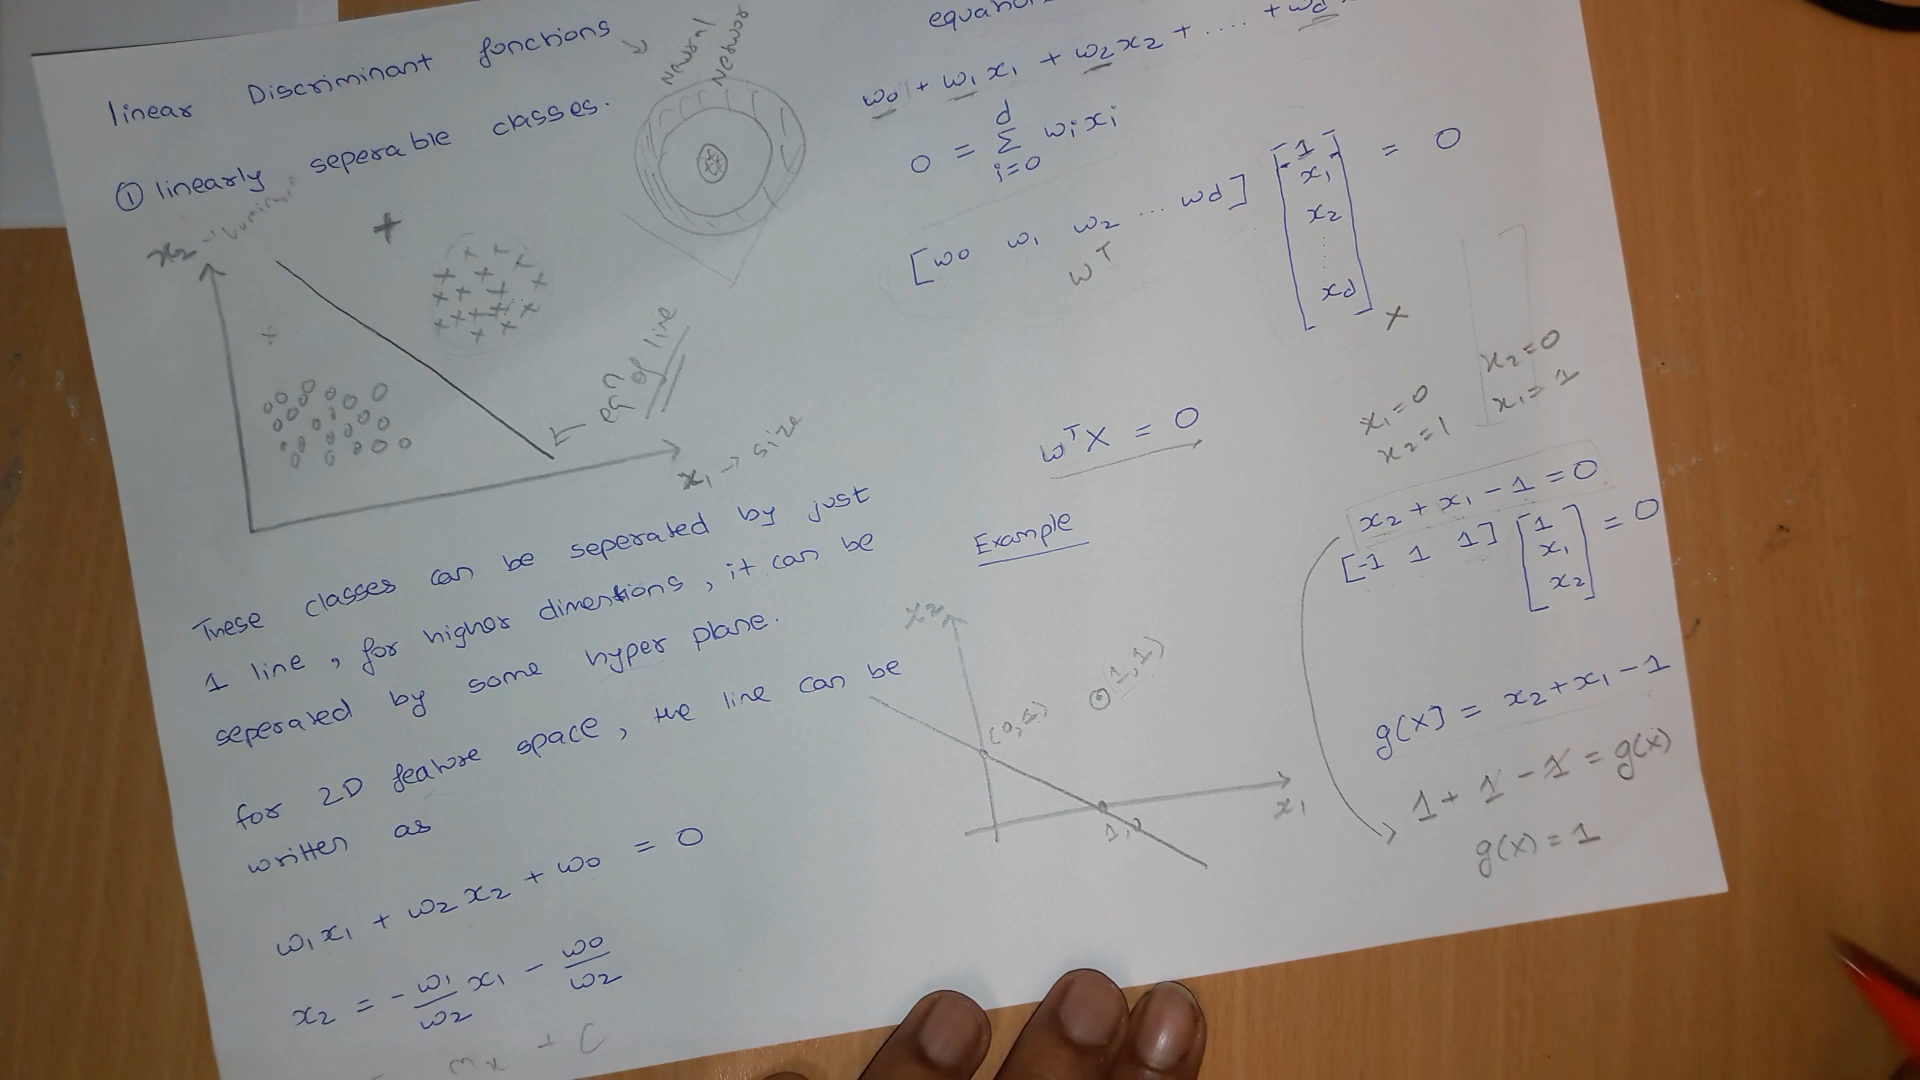 linear Discriminant fonctions
① linearly seperable classes.
Neural
Networ
x2 →
+
eqn of line
x1 → size
These classes can be seperated by just
1 line, for higher dimenstions, it can be
seperated by some hyper plane.
for 2D feature space, the line can be
written as
w1x1 + w2x2 + w0 = 0
x2 = - w1/w2 x1 - w0/w2
mx + C
w0 + w1x1 + w2x2 + .... + wd
0 = Σ wixi
d
i=0
[w0 w1 w2 ... wd] [1 x1 x2 ... xd] = 0
wT
X
wTX = 0
x1=0
x2=1
x2=0
x1=1
Example
x2
(0,1)
(1,1)
x1
x2 + x1 - 1 = 0
[-1 1 1] [1 x1 x2] = 0
g(x] = x2 + x1 - 1
1 + 1 - 1 = g(x)
g(x) = 1